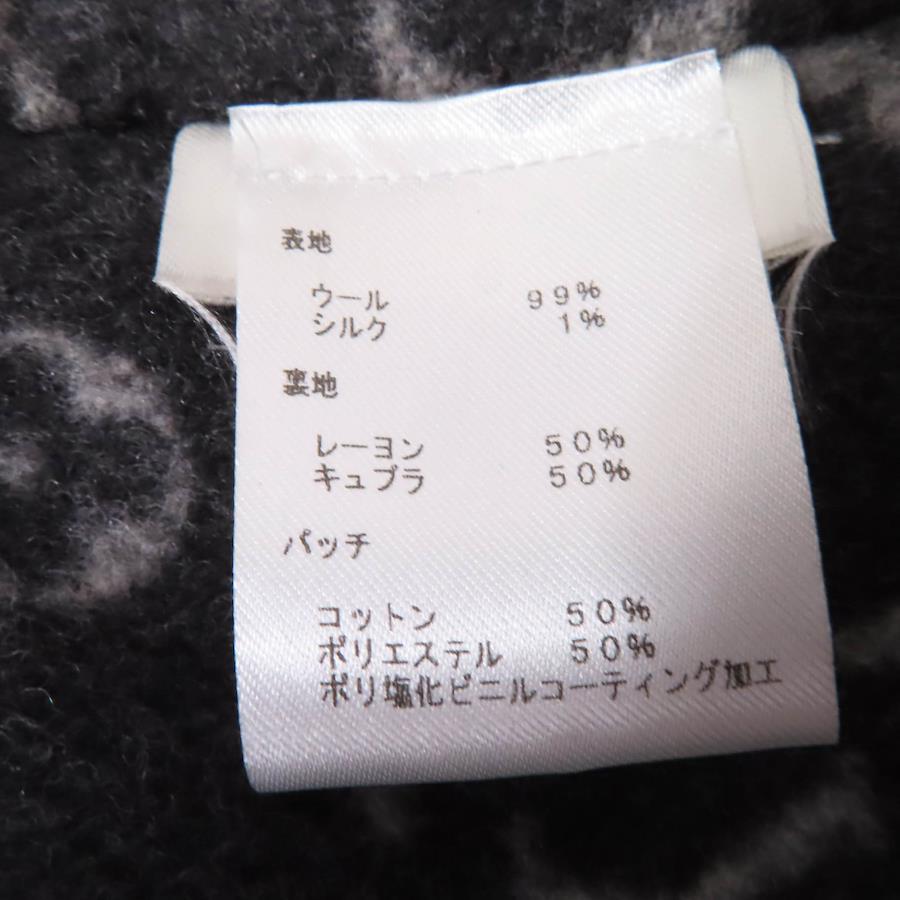 表地
ウール 99%
シルク 1%
裏地
レーヨン 50%
キュプラ 50%
パッチ
コットン 50%
ポリエステル 50%
ポリ塩化ビニルコーティング加工